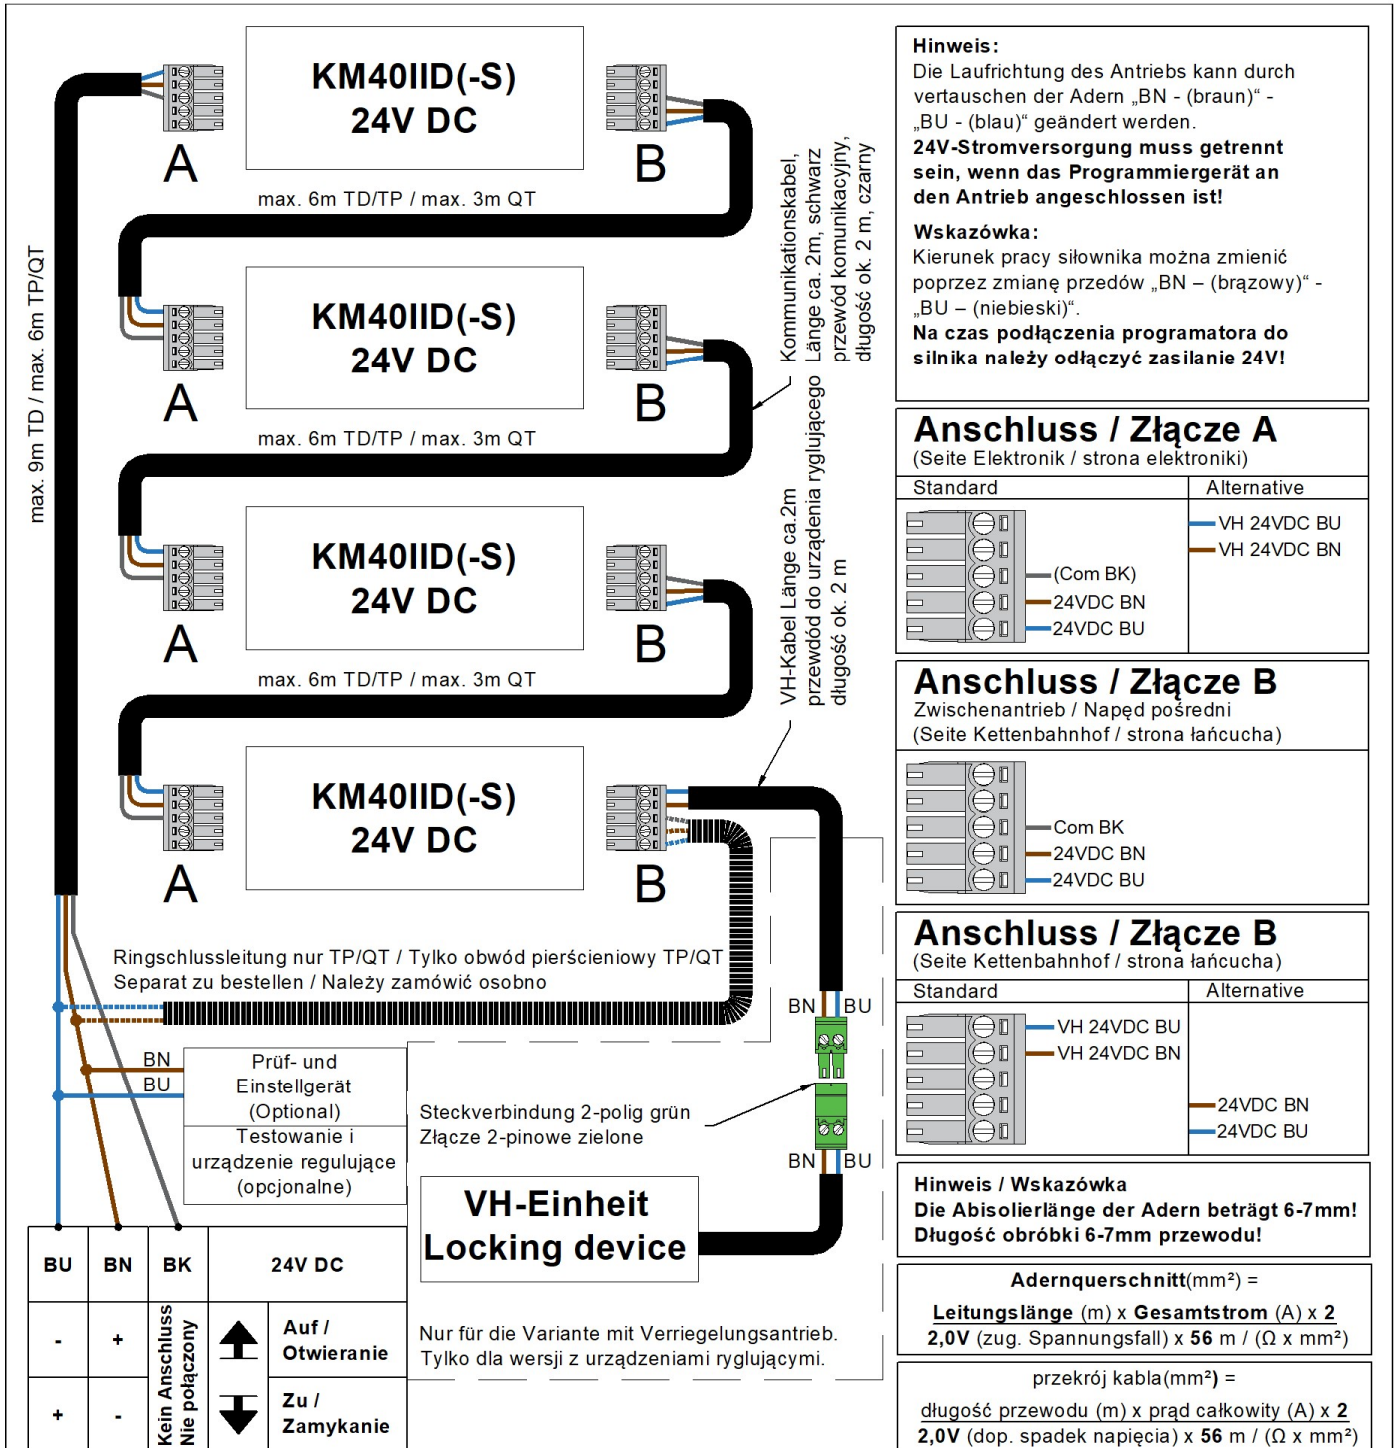 KM40IID(-S)
24V DC
A
B
max. 6m TD/TP / max. 3m QT
KM40IID(-S)
24V DC
A
B
max. 6m TD/TP / max. 3m QT
KM40IID(-S)
24V DC
A
B
max. 6m TD/TP / max. 3m QT
KM40IID(-S)
24V DC
A
B
max. 9m TD / max. 6m TP/QT
Kommunikationskabel,
Länge ca. 2m, schwarz
przewód komunikacyjny,
długość ok. 2 m, czarny
VH-Kabel Länge ca.2m
przewdód do urządenia ryglującego
długość ok. 2 m
Ringschlussleitung nur TP/QT / Tylko obwód pierścieniowy TP/QT
Separat zu bestellen / Należy zamówić osobno
BN
BU
BN
BU
Prüf- und
Einstellgerät
(Optional)
Testowanie i
urządzenie regulujące
(opcjonalne)
Steckverbindung 2-polig grün
Złącze 2-pinowe zielone
BN
BU
VH-Einheit
Locking device
Nur für die Variante mit Verriegelungsantrieb.
Tylko dla wersji z urządzeniami ryglującymi.
BU BN BK 24V DC
- + Auf /
Otwieranie
+ - Zu /
Zamykanie
Kein Anschluss
Nie połączony
Hinweis:
Die Laufrichtung des Antriebs kann durch
vertauschen der Adern „BN - (braun)“ -
„BU - (blau)“ geändert werden.
24V-Stromversorgung muss getrennt
sein, wenn das Programmiergerät an
den Antrieb angeschlossen ist!
Wskazówka:
Kierunek pracy siłownika można zmienić
poprzez zmianę przedów „BN – (brązowy)“ -
„BU – (niebieski)“.
Na czas podłączenia programatora do
silnika należy odłączyć zasilanie 24V!
Anschluss / Złącze A
(Seite Elektronik / strona elektroniki)
Standard Alternative
VH 24VDC BU
VH 24VDC BN
(Com BK)
24VDC BN
24VDC BU
Anschluss / Złącze B
Zwischenantrieb / Napęd pośredni
(Seite Kettenbahnhof / strona łańcucha)
Com BK
24VDC BN
24VDC BU
Anschluss / Złącze B
(Seite Kettenbahnhof / strona łańcucha)
Standard Alternative
VH 24VDC BU
VH 24VDC BN
24VDC BN
24VDC BU
Hinweis / Wskazówka
Die Abisolierlänge der Adern beträgt 6-7mm!
Długość obróbki 6-7mm przewodu!
Adernquerschnitt(mm²) =
Leitungslänge (m) x Gesamtstrom (A) x 2
2,0V (zug. Spannungsfall) x 56 m / (Ω x mm²)
przekrój kabla(mm²) =
długość przewodu (m) x prąd całkowity (A) x 2
2,0V (dop. spadek napięcia) x 56 m / (Ω x mm²)